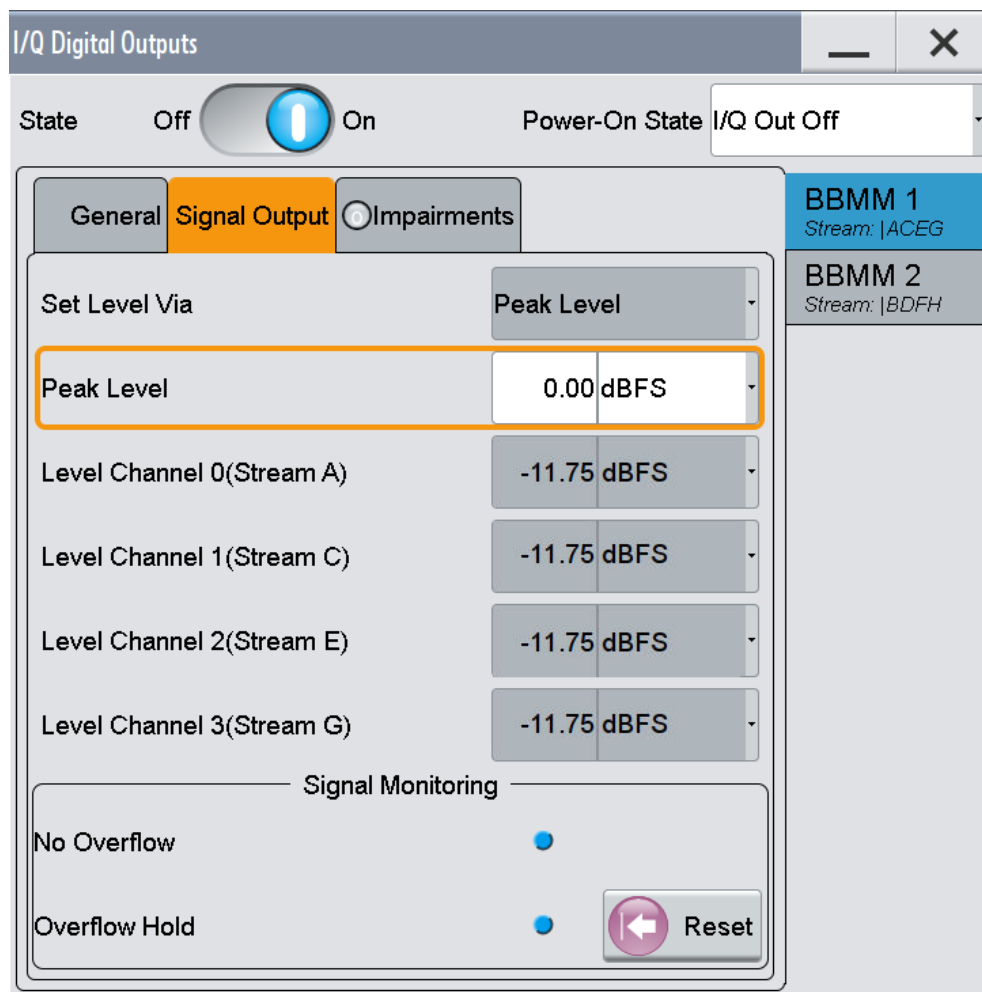 I/Q Digital Outputs
State Off On Power-On State I/Q Out Off
General Signal Output Impairments
BBMM 1
Stream: |ACEG
BBMM 2
Stream: |BDFH
Set Level Via Peak Level
Peak Level 0.00 dBFS
Level Channel 0(Stream A) -11.75 dBFS
Level Channel 1(Stream C) -11.75 dBFS
Level Channel 2(Stream E) -11.75 dBFS
Level Channel 3(Stream G) -11.75 dBFS
Signal Monitoring
No Overflow
Overflow Hold Reset